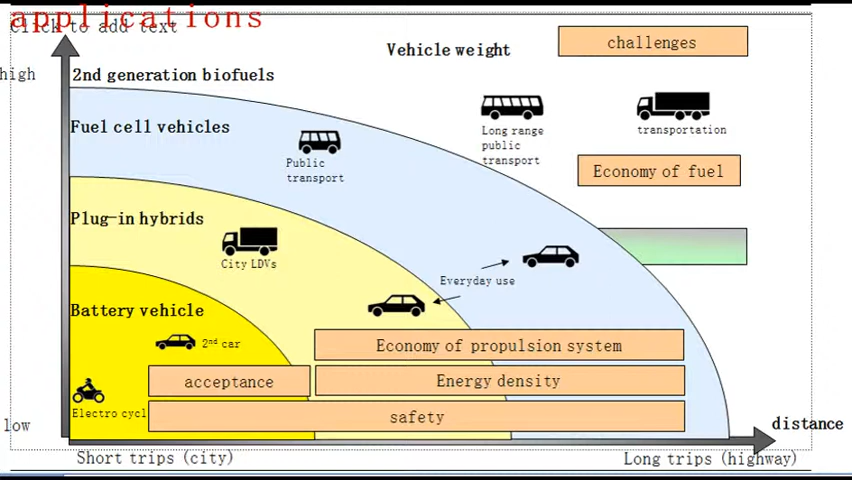 applications
Click to add text
Vehicle weight
challenges
high
2nd generation biofuels
Fuel cell vehicles
Public
transport
Long range
public
transport
transportation
Economy of fuel
Plug-in hybrids
City LDVs
Everyday use
Battery vehicle
2nd car
Economy of propulsion system
acceptance
Energy density
Electro cycl
safety
low
distance
Short trips (city)
Long trips (highway)